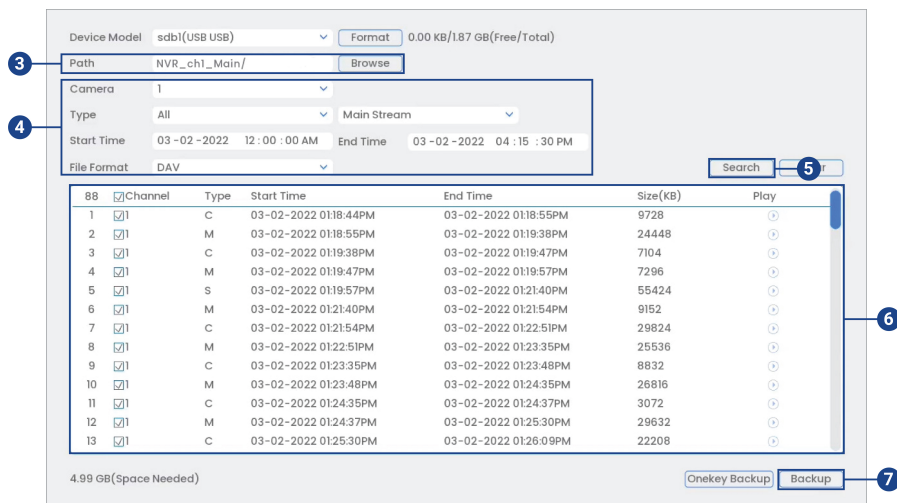 Device Model sdb1(USB USB) Format 0.00 KB/1.87 GB(Free/Total)
3 Path NVR_ch1_Main/ Browse
Camera 1
4 Type All Main Stream
Start Time 03-02-2022 12:00:00AM End Time 03-02-2022 04:15:30PM
File Format DAV Search 5
88 Channel Type Start Time End Time Size(KB) Play
1 1 C 03-02-2022 01:18:44PM 03-02-2022 01:18:55PM 9728
2 1 M 03-02-2022 01:18:55PM 03-02-2022 01:19:38PM 24448
3 1 C 03-02-2022 01:19:38PM 03-02-2022 01:19:47PM 7104
4 1 M 03-02-2022 01:19:47PM 03-02-2022 01:19:57PM 7296
5 1 S 03-02-2022 01:19:57PM 03-02-2022 01:21:40PM 55424
6 1 M 03-02-2022 01:21:40PM 03-02-2022 01:21:54PM 9152
6
7 1 C 03-02-2022 01:21:54PM 03-02-2022 01:22:51PM 29824
8 1 M 03-02-2022 01:22:51PM 03-02-2022 01:23:35PM 25536
9 1 C 03-02-2022 01:23:35PM 03-02-2022 01:23:48PM 8832
10 1 M 03-02-2022 01:23:48PM 03-02-2022 01:24:35PM 26816
11 1 C 03-02-2022 01:24:35PM 03-02-2022 01:24:37PM 3072
12 1 M 03-02-2022 01:24:37PM 03-02-2022 01:25:30PM 29632
13 1 C 03-02-2022 01:25:30PM 03-02-2022 01:26:09PM 22208
4.99 GB(Space Needed) Onekey Backup Backup 7